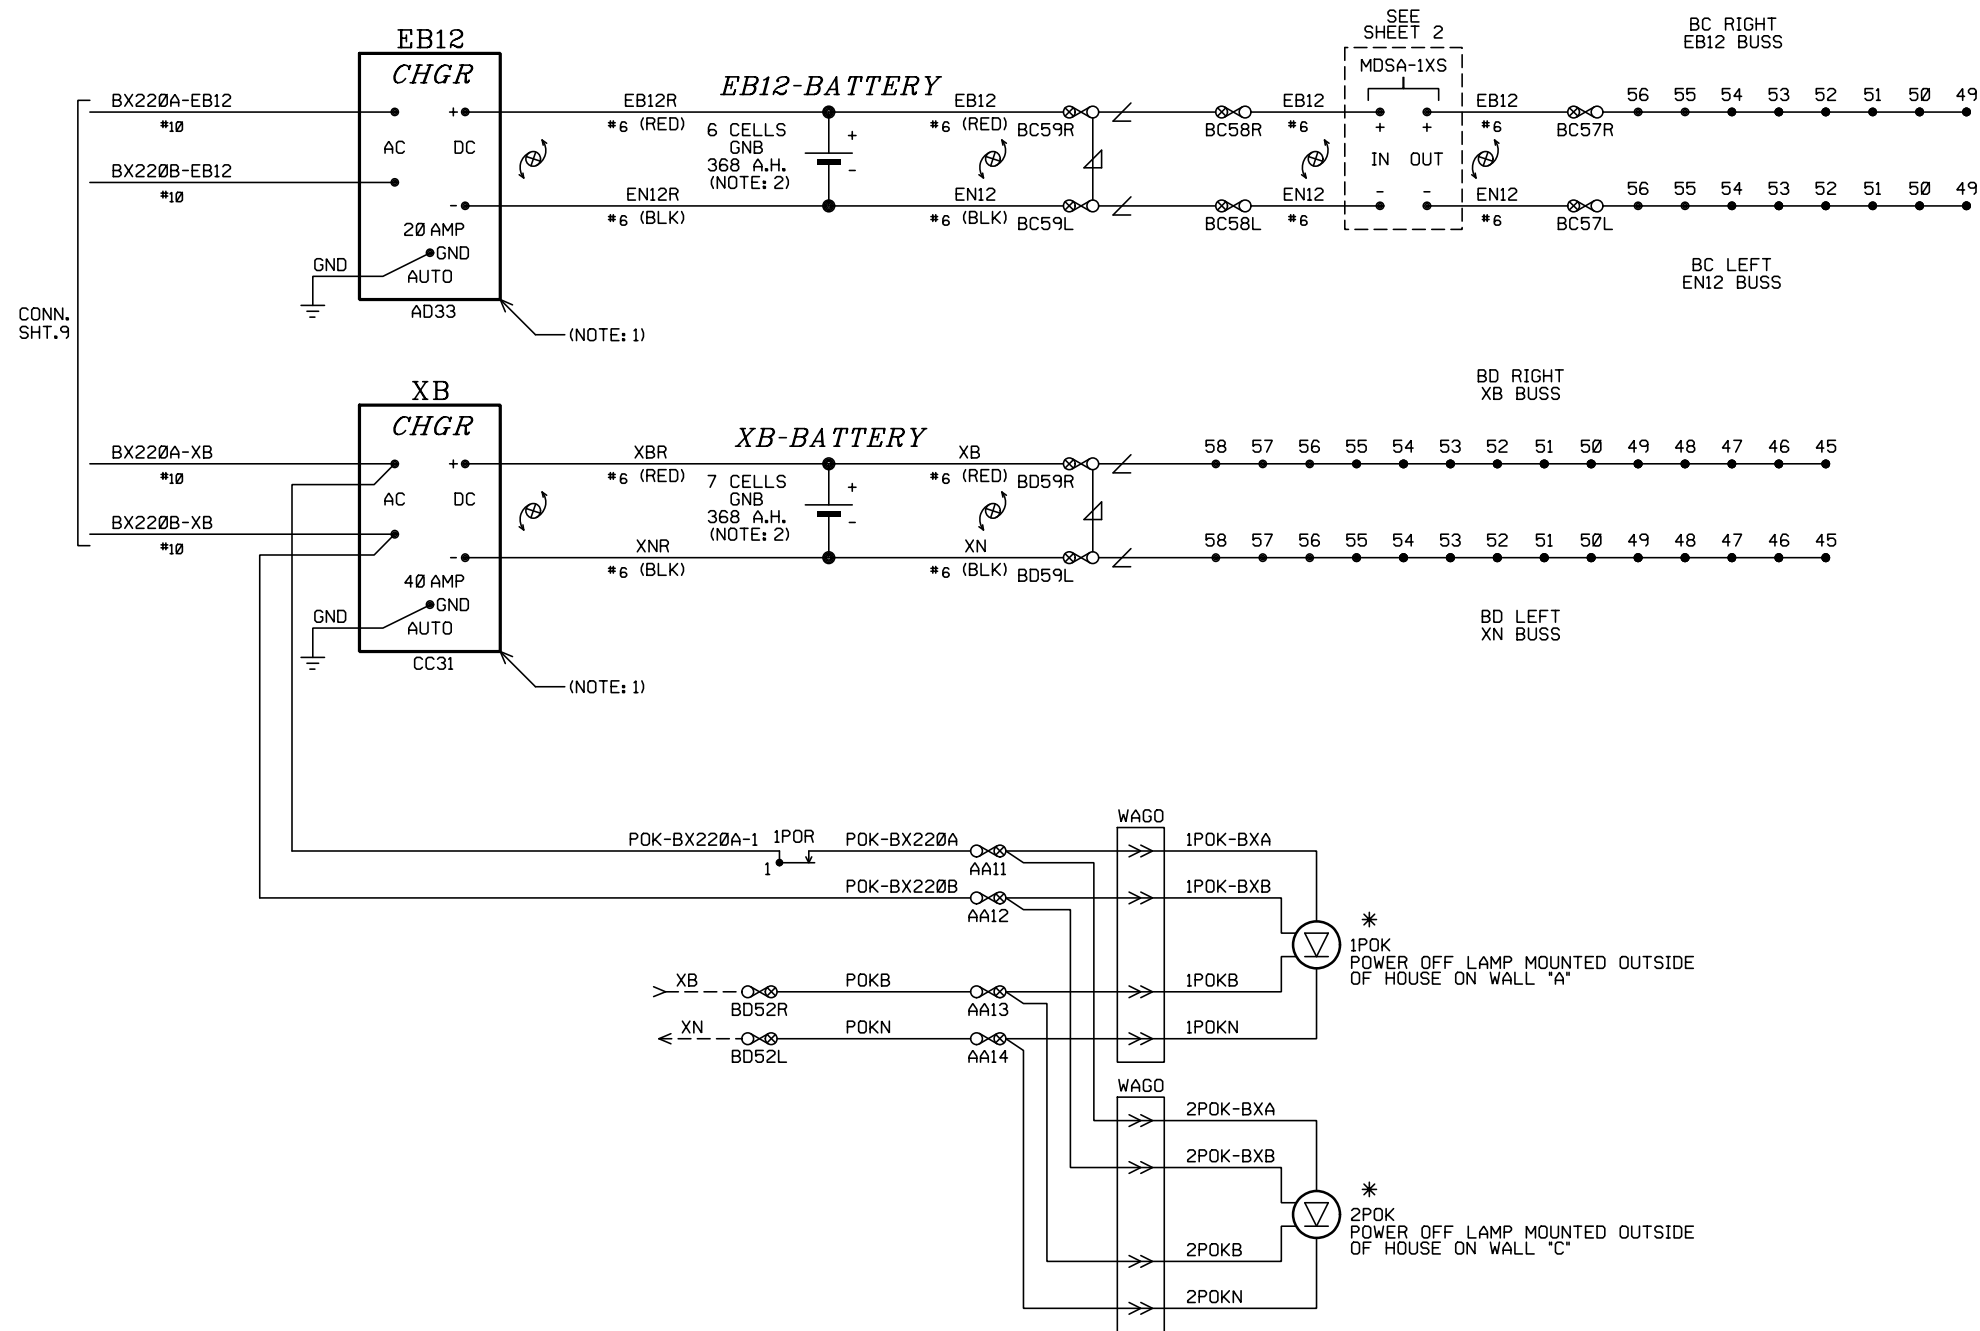 SEE
SHEET 2
BC RIGHT
EB12 BUSS
EB12
CHGR
EB12-BATTERY
MDSA-1XS
BX220A-EB12
#10
+
AC DC
BX220B-EB12
#10
-
20 AMP
GND
AUTO
GND
AD33
(NOTE: 1)
EB12R
#6 (RED)
6 CELLS
GNB
368 A.H.
(NOTE: 2)
+
-
EN12R
#6 (BLK)
EB12
#6 (RED)
BC59R
EN12
#6 (BLK)
BC59L
BC58R
BC58L
EB12
#6
EN12
#6
+ +
IN OUT
- -
EB12
#6
EN12
#6
BC57R
BC57L
56 55 54 53 52 51 50 49
56 55 54 53 52 51 50 49
BC LEFT
EN12 BUSS
CONN.
SHT.9
BD RIGHT
XB BUSS
XB
CHGR
XB-BATTERY
BX220A-XB
#10
+
AC DC
BX220B-XB
#10
-
40 AMP
GND
AUTO
GND
CC31
(NOTE: 1)
XBR
#6 (RED)
7 CELLS
GNB
368 A.H.
(NOTE: 2)
+
-
XNR
#6 (BLK)
XB
#6 (RED)
BD59R
XN
#6 (BLK)
BD59L
58 57 56 55 54 53 52 51 50 49 48 47 46 45
58 57 56 55 54 53 52 51 50 49 48 47 46 45
BD LEFT
XN BUSS
WAGO
POK-BX220A-1
1POR
1
POK-BX220A
AA11
1POK-BXA
POK-BX220B
AA12
1POK-BXB
*
1POK
POWER OFF LAMP MOUNTED OUTSIDE
OF HOUSE ON WALL "A"
XB
BD52R
POKB
AA13
1POKB
XN
BD52L
POKN
AA14
1POKN
WAGO
2POK-BXA
2POK-BXB
*
2POK
POWER OFF LAMP MOUNTED OUTSIDE
OF HOUSE ON WALL "C"
2POKB
2POKN